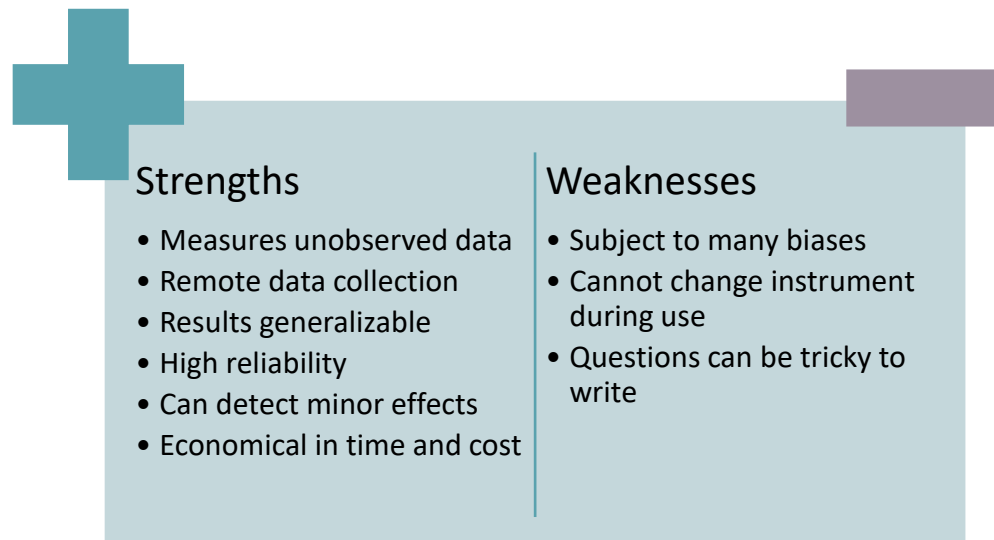 Strengths
• Measures unobserved data
• Remote data collection
• Results generalizable
• High reliability
• Can detect minor effects
• Economical in time and cost
Weaknesses
• Subject to many biases
• Cannot change instrument
during use
• Questions can be tricky to
write